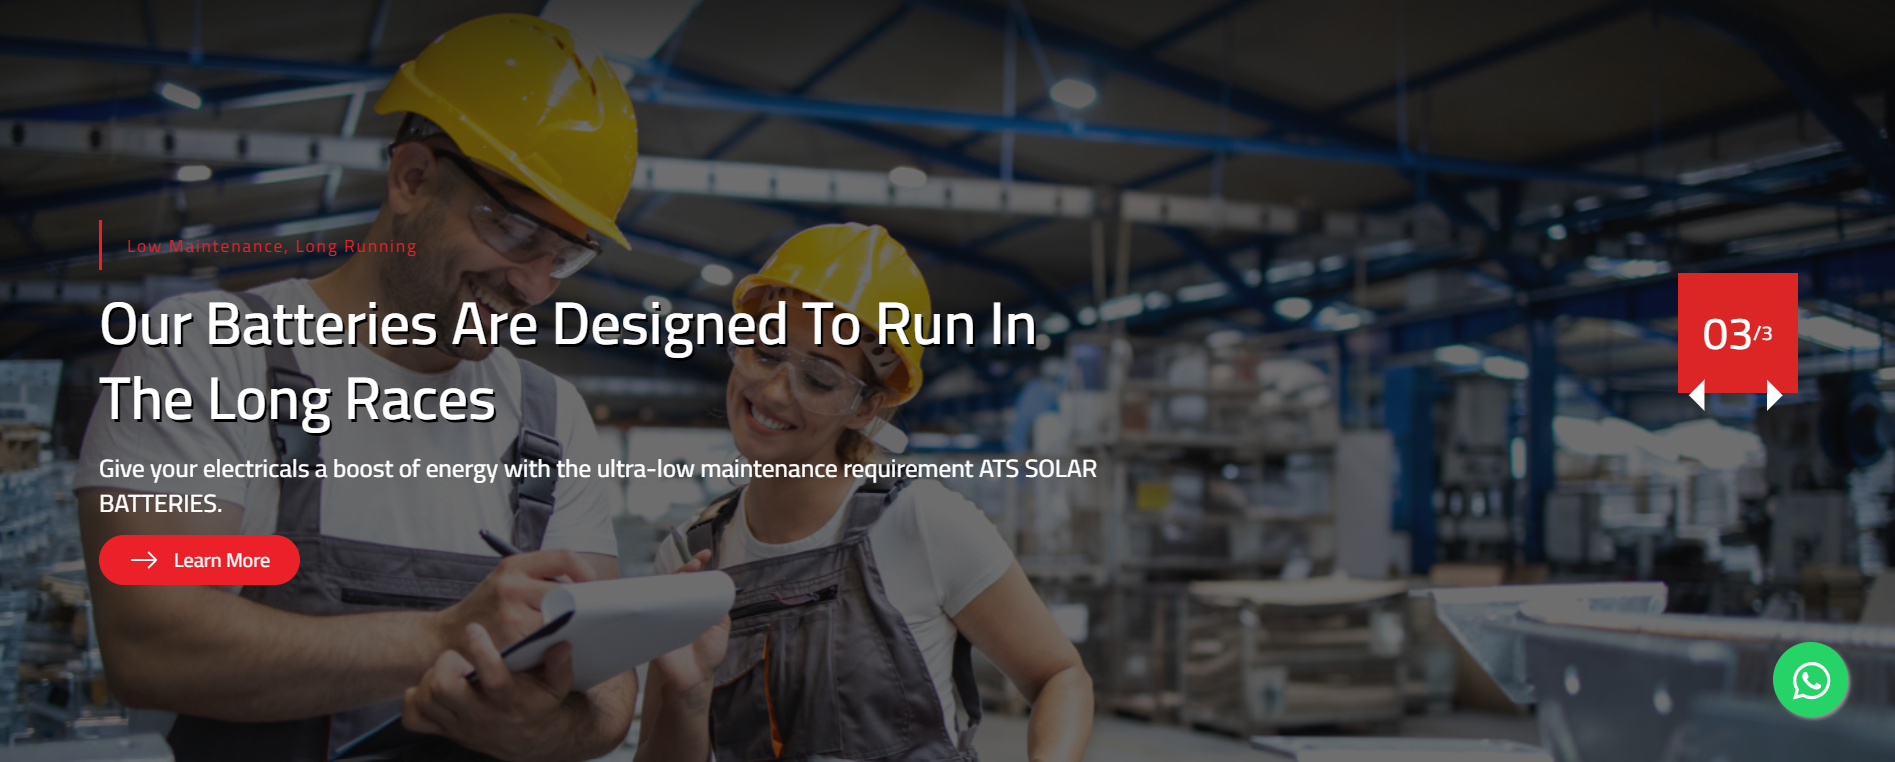 Low Maintenance, Long Running
Our Batteries Are Designed To Run In
The Long Races
03/3
Give your electricals a boost of energy with the ultra-low maintenance requirement ATS SOLAR
BATTERIES.
Learn More